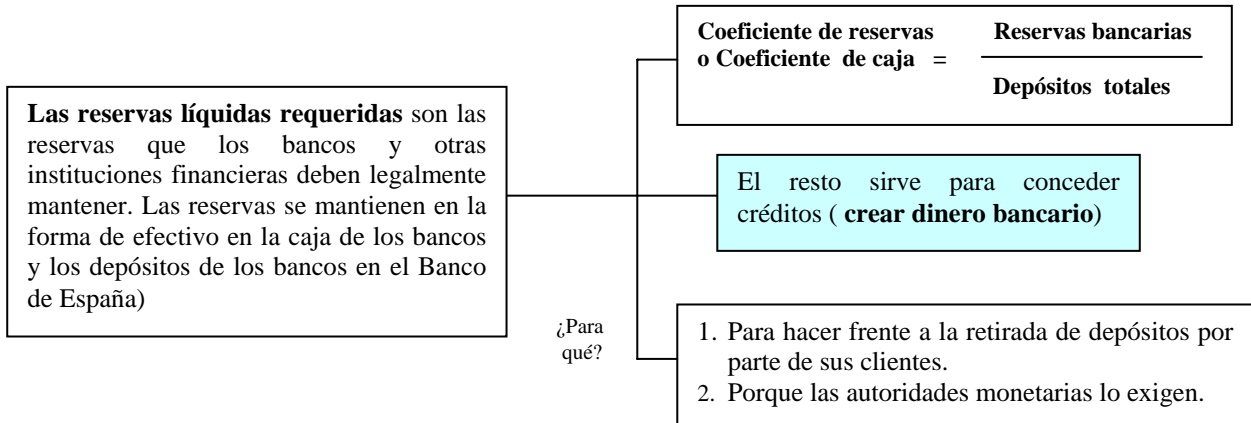 Las reservas líquidas requeridas son las
reservas que los bancos y otras
instituciones financieras deben legalmente
mantener. Las reservas se mantienen en la
forma de efectivo en la caja de los bancos
y los depósitos de los bancos en el Banco
de España)
Coeficiente de reservas Reservas bancarias
o Coeficiente de caja =
Depósitos totales
El resto sirve para conceder
créditos ( crear dinero bancario)
¿Para
qué?
1. Para hacer frente a la retirada de depósitos por
parte de sus clientes.
2. Porque las autoridades monetarias lo exigen.